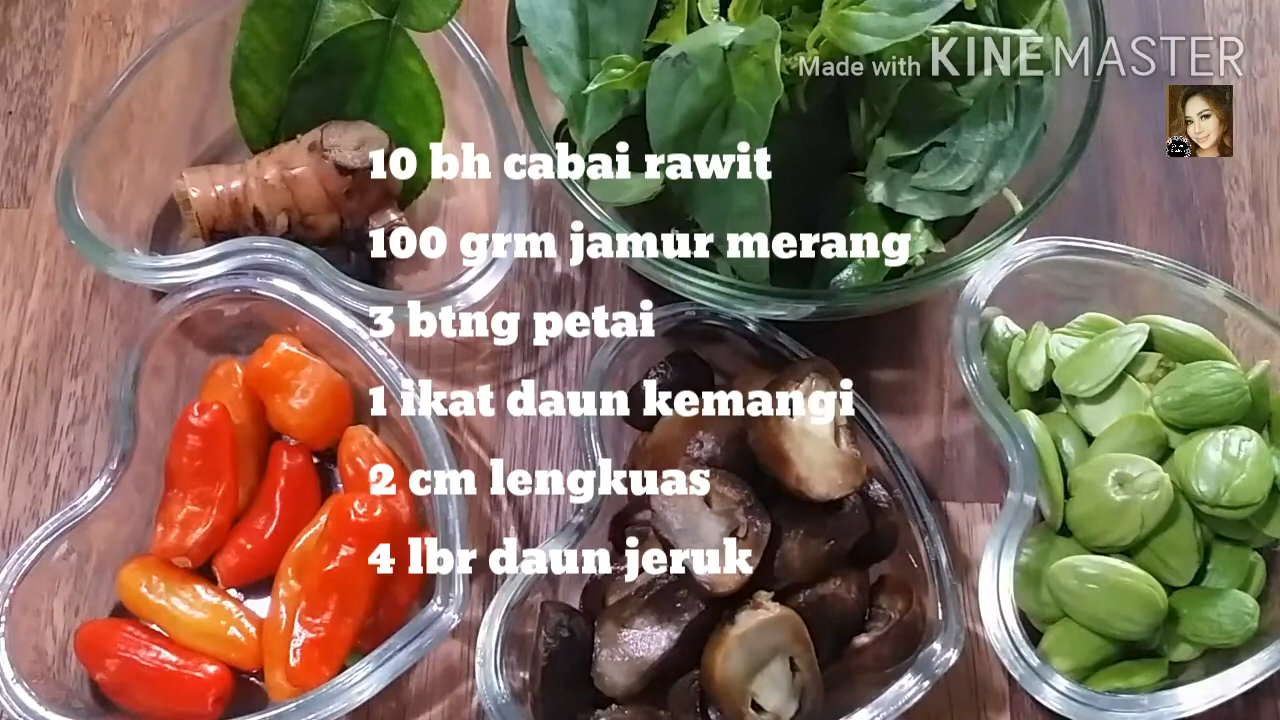 Made with KINEMASTER
10 bh cabai rawit
100 grm jamur merang
3 btng petai
1 ikat daun kemangi
2 cm lengkuas
4 lbr daun jeruk